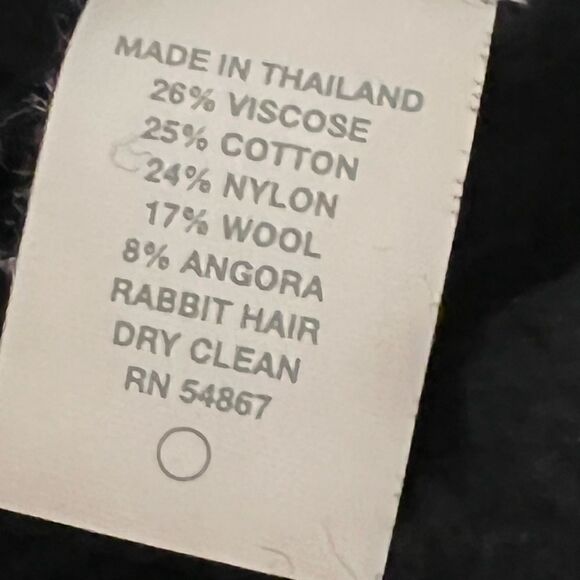 MADE IN THAILAND
26% VISCOSE
25% COTTON
24% NYLON
17% WOOL
8% ANGORA
RABBIT HAIR
DRY CLEAN
RN 54867